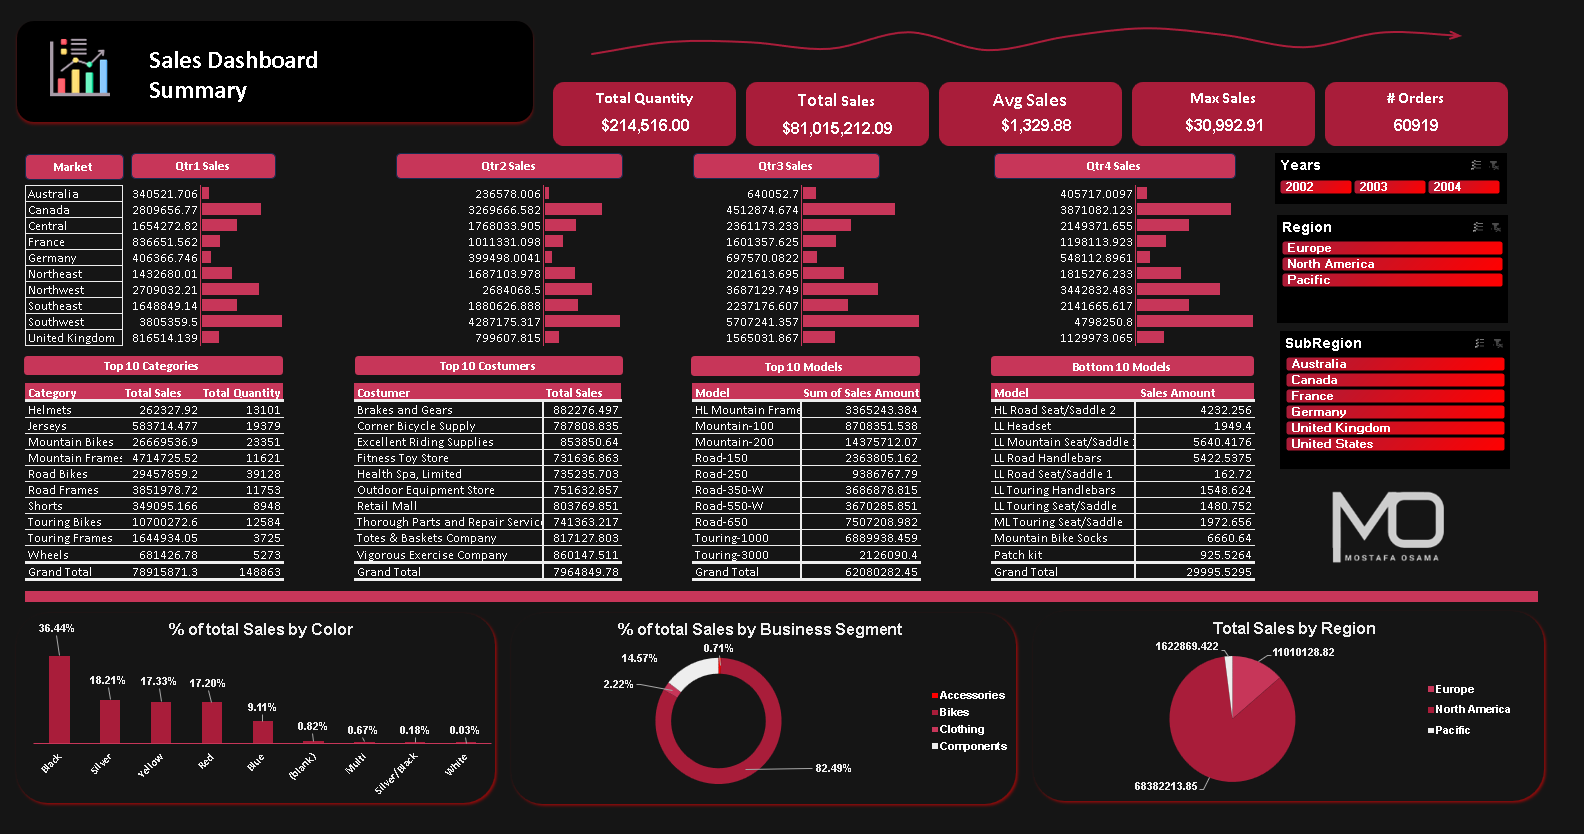 Sales Dashboard
Summary
Total Quantity
$214,516.00
Total Sales
$81,015,212.09
Avg Sales
$1,329.88
Max Sales
$30,992.91
# Orders
60919
Market Qtr1 Sales Qtr2 Sales Qtr3 Sales Qtr4 Sales
Australia 340521.706 236578.006 640052.7 405717.0097
Canada 2809656.77 3269666.582 4512874.674 3871082.123
Central 1654272.82 1768033.905 2361173.233 2149371.655
France 836651.562 1011331.098 1601357.625 1198113.923
Germany 406366.746 399498.0041 697570.0822 548112.8961
Northeast 1432680.01 1687103.978 2021613.695 1815276.233
Northwest 2709032.21 2684068.5 3687129.749 3442832.483
Southeast 1648849.14 1880626.888 2237176.607 2141665.617
Southwest 3805359.5 4287175.317 5707241.357 4798250.8
United Kingdom 816514.139 799607.815 1565031.867 1129973.065
Years
2002 2003 2004
Region
Europe
North America
Pacific
SubRegion
Australia
Canada
France
Germany
United Kingdom
United States
Top 10 Categories
Category Total Sales Total Quantity
Helmets 262327.92 13101
Jerseys 583714.477 19379
Mountain Bikes 26669536.9 23351
Mountain Frames 4714725.52 11621
Road Bikes 29457859.2 39128
Road Frames 3851978.72 11753
Shorts 349095.166 8948
Touring Bikes 10700272.6 12584
Touring Frames 1644934.05 3725
Wheels 681426.78 5273
Grand Total 78915871.3 148863
Top 10 Costumers
Costumer Total Sales
Brakes and Gears 882276.497
Corner Bicycle Supply 787808.835
Excellent Riding Supplies 853850.64
Fitness Toy Store 731636.863
Health Spa, Limited 735235.703
Outdoor Equipment Store 751632.857
Retail Mall 803769.851
Thorough Parts and Repair Service 741363.217
Totes & Baskets Company 817127.803
Vigorous Exercise Company 860147.511
Grand Total 7964849.78
Top 10 Models
Model Sum of Sales Amount
HL Mountain Frame 3365243.384
Mountain-100 8708351.538
Mountain-200 14375712.07
Road-150 2363805.162
Road-250 9386767.79
Road-350-W 3686878.815
Road-550-W 3670285.851
Road-650 7507208.982
Touring-1000 6889938.459
Touring-3000 2126090.4
Grand Total 62080282.45
Bottom 10 Models
Model Sales Amount
HL Road Seat/Saddle 2 4232.256
LL Headset 1949.4
LL Mountain Seat/Saddle 5640.4176
LL Road Handlebars 5422.5375
LL Road Seat/Saddle 1 162.72
LL Touring Handlebars 1548.624
LL Touring Seat/Saddle 1480.752
ML Touring Seat/Saddle 1972.656
Mountain Bike Socks 6660.64
Patch kit 925.5264
Grand Total 29995.5295
MO
MOSTAFA OSAMA
% of total Sales by Color
36.44%
18.21%
17.33%
17.20%
9.11%
0.82%
0.67%
0.18%
0.03%
Black
Silver
Yellow
Red
Blue
(blank)
Multi
Silver/Black
White
% of total Sales by Business Segment
0.71%
14.57%
2.22%
82.49%
Accessories
Bikes
Clothing
Components
Total Sales by Region
1622869.422
11010128.82
68382213.85
Europe
North America
Pacific